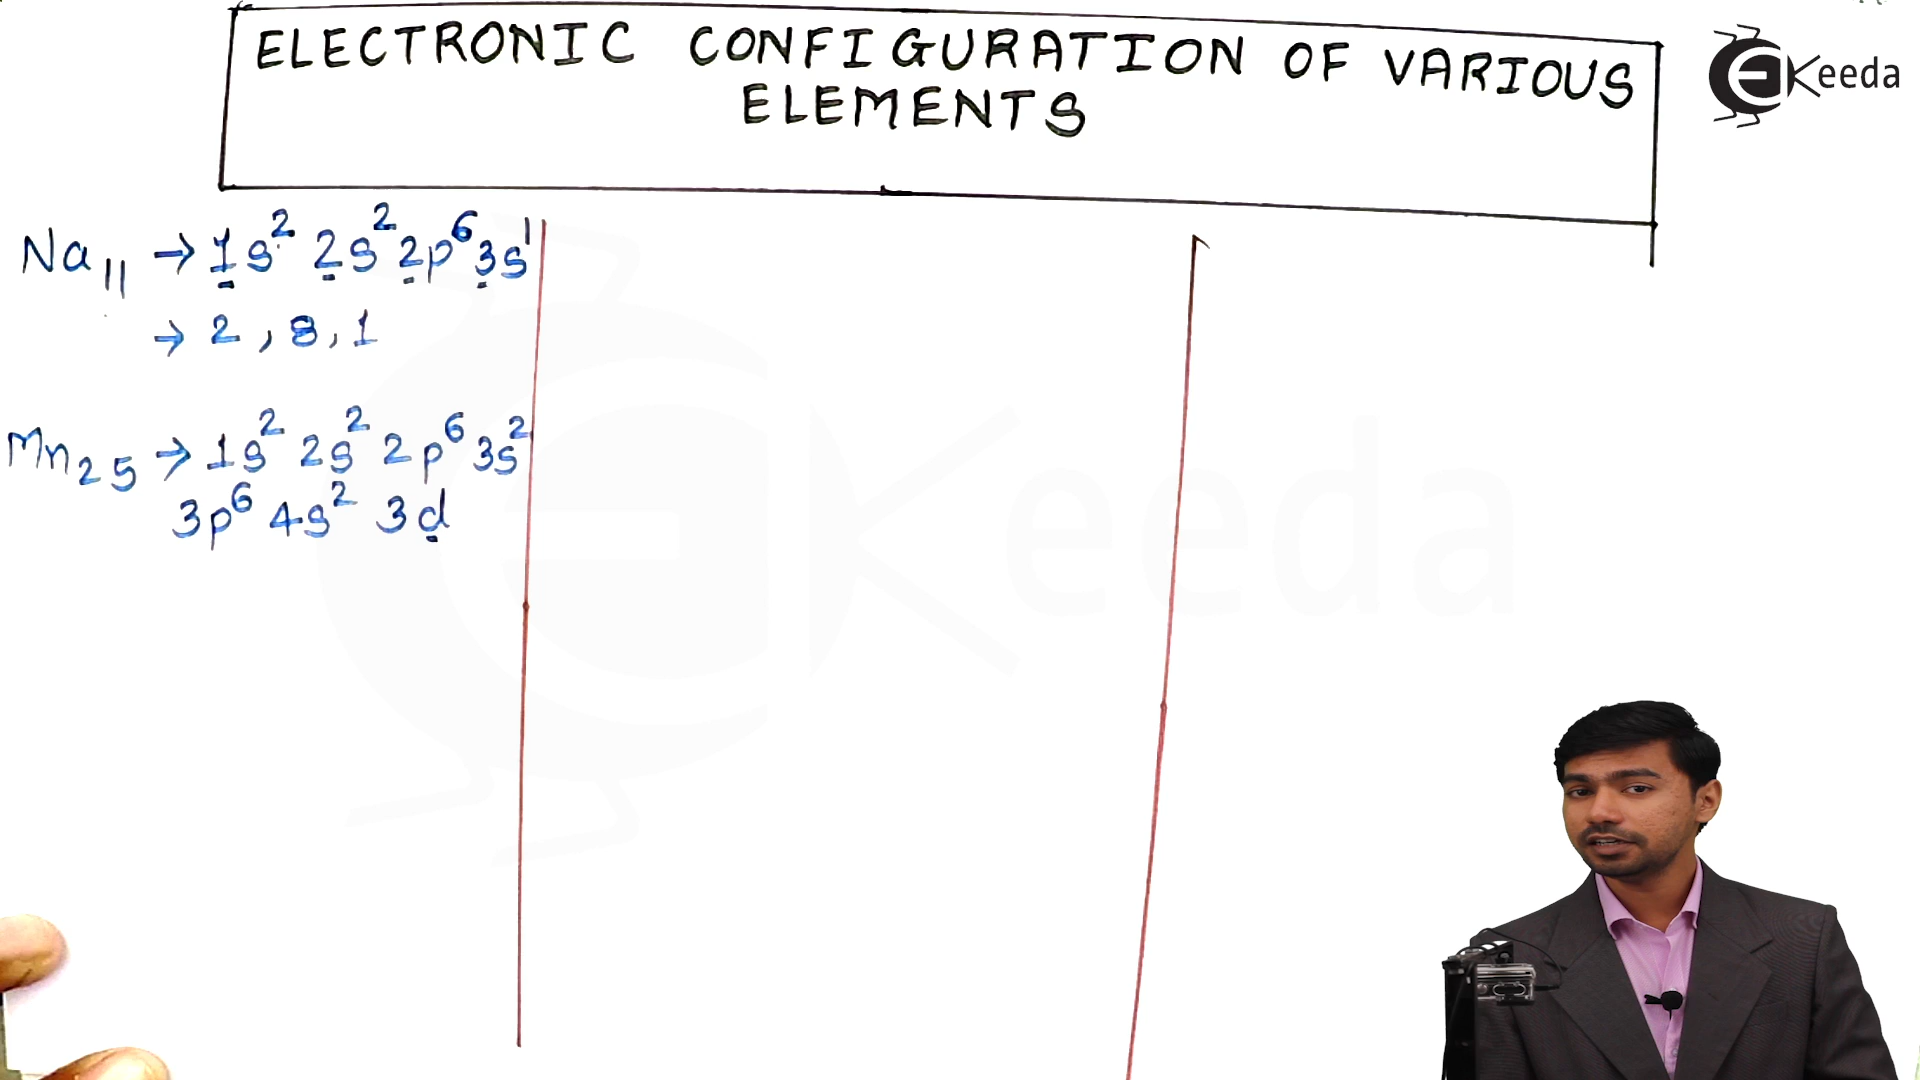 ELECTRONIC CONFIGURATION OF VARIOUS
ELEMENTS
Keeda
Na₁₁ → 1s² 2s² 2p⁶ 3s¹
→ 2, 8, 1
Mn₂₅ → 1s² 2s² 2p⁶ 3s²
3p⁶ 4s² 3d
Keeda